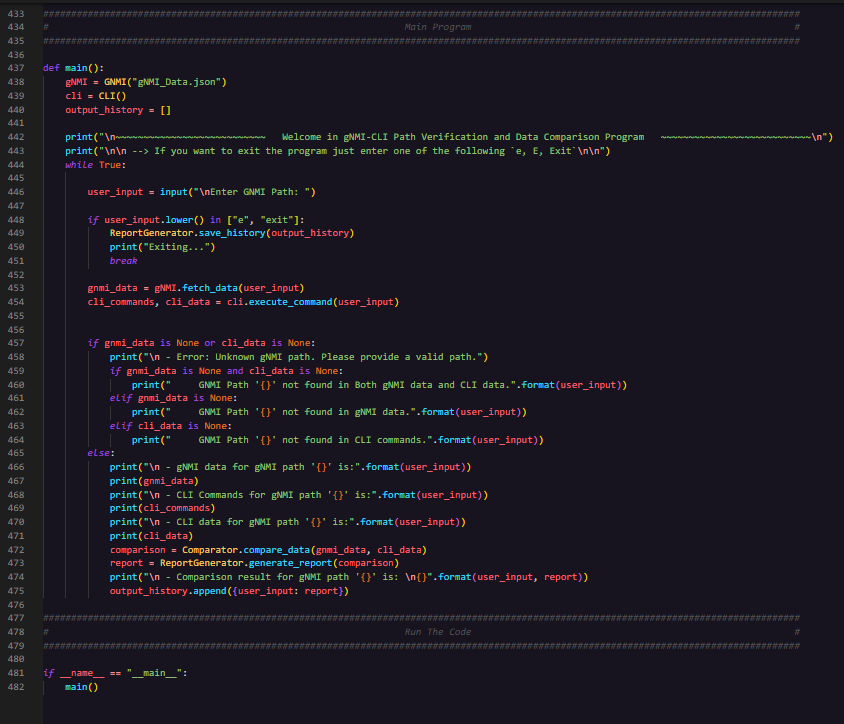 433 ########################################################################################################################################
434 # Main Program #
435 ########################################################################################################################################
436
437 def main():
438 gNMI = GNMI("gNMI_Data.json")
439 cli = CLI()
440 output_history = []
441
442 print("\n~~~~~~~~~~~~~~~~~~~~~~~~~~~ Welcome in gNMI-CLI Path Verification and Data Comparison Program ~~~~~~~~~~~~~~~~~~~~~~~~~~~\n")
443 print("\n\n --> If you want to exit the program just enter one of the following `e, E, Exit`\n\n")
444 while True:
445
446 user_input = input("\nEnter GNMI Path: ")
447
448 if user_input.lower() in ["e", "exit"]:
449 ReportGenerator.save_history(output_history)
450 print("Exiting...")
451 break
452
453 gnmi_data = gNMI.fetch_data(user_input)
454 cli_commands, cli_data = cli.execute_command(user_input)
455
456
457 if gnmi_data is None or cli_data is None:
458 print("\n - Error: Unknown gNMI path. Please provide a valid path.")
459 if gnmi_data is None and cli_data is None:
460 print("     GNMI Path '{}' not found in Both gNMI data and CLI data.".format(user_input))
461 elif gnmi_data is None:
462 print("     GNMI Path '{}' not found in gNMI data.".format(user_input))
463 elif cli_data is None:
464 print("     GNMI Path '{}' not found in CLI commands.".format(user_input))
465 else:
466 print("\n - gNMI data for gNMI path '{}' is:".format(user_input))
467 print(gnmi_data)
468 print("\n - CLI Commands for gNMI path '{}' is:".format(user_input))
469 print(cli_commands)
470 print("\n - CLI data for gNMI path '{}' is:".format(user_input))
471 print(cli_data)
472 comparison = Comparator.compare_data(gnmi_data, cli_data)
473 report = ReportGenerator.generate_report(comparison)
474 print("\n - Comparison result for gNMI path '{}' is: \n{}".format(user_input, report))
475 output_history.append({user_input: report})
476
477 ########################################################################################################################################
478 # Run The Code #
479 ########################################################################################################################################
480
481 if __name__ == "__main__":
482 main()